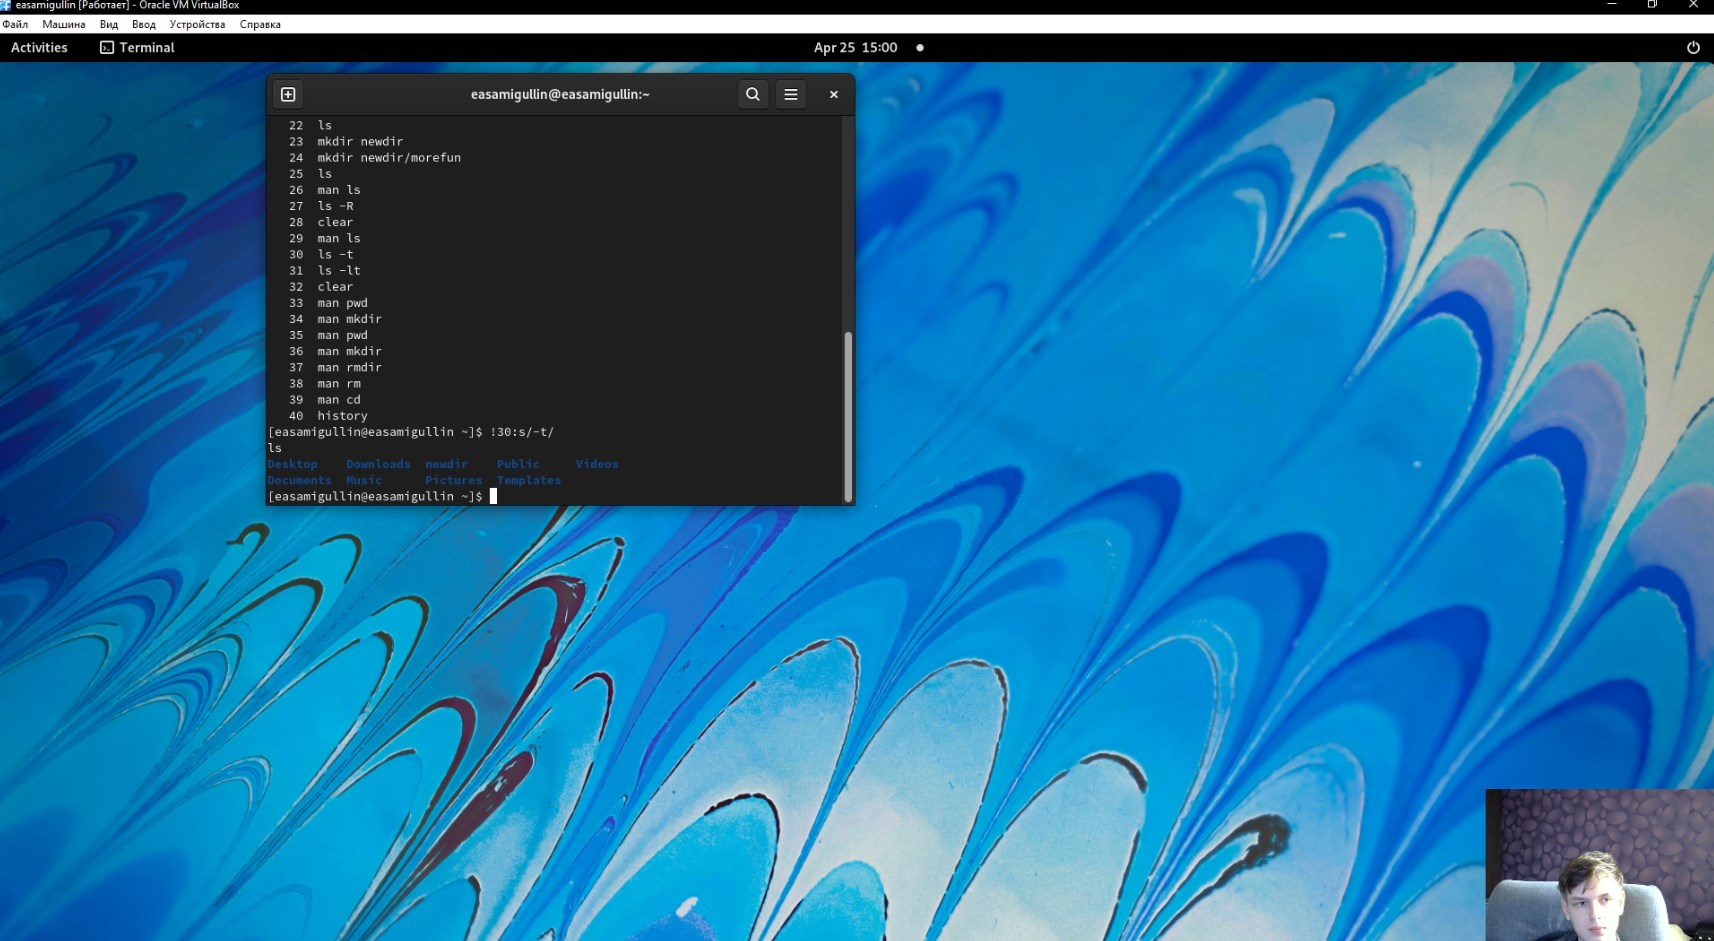 easamigullin [Работает] - Oracle VM VirtualBox
Файл Машина Вид Ввод Устройства Справка
Activities Terminal Apr 25 15:00
easamigullin@easamigullin:~
22 ls
23 mkdir newdir
24 mkdir newdir/morefun
25 ls
26 man ls
27 ls -R
28 clear
29 man ls
30 ls -t
31 ls -lt
32 clear
33 man pwd
34 man mkdir
35 man pwd
36 man mkdir
37 man rmdir
38 man rm
39 man cd
40 history
[easamigullin@easamigullin ~]$ !30:s/-t/
ls
Desktop Downloads newdir Public Videos
Documents Music Pictures Templates
[easamigullin@easamigullin ~]$